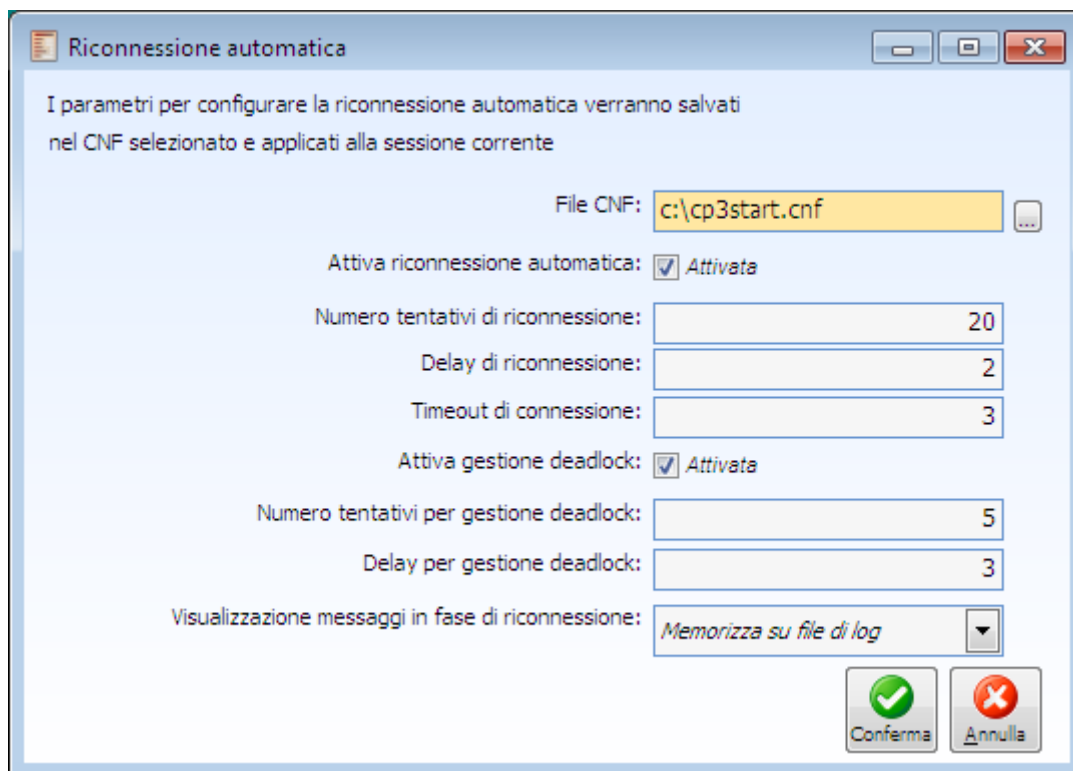 Riconnessione automatica
I parametri per configurare la riconnessione automatica verranno salvati
nel CNF selezionato e applicati alla sessione corrente
File CNF: c:\cp3start.cnf ...
Attiva riconnessione automatica: Attivata
Numero tentativi di riconnessione: 20
Delay di riconnessione: 2
Timeout di connessione: 3
Attiva gestione deadlock: Attivata
Numero tentativi per gestione deadlock: 5
Delay per gestione deadlock: 3
Visualizzazione messaggi in fase di riconnessione: Memorizza su file di log
Conferma Annulla